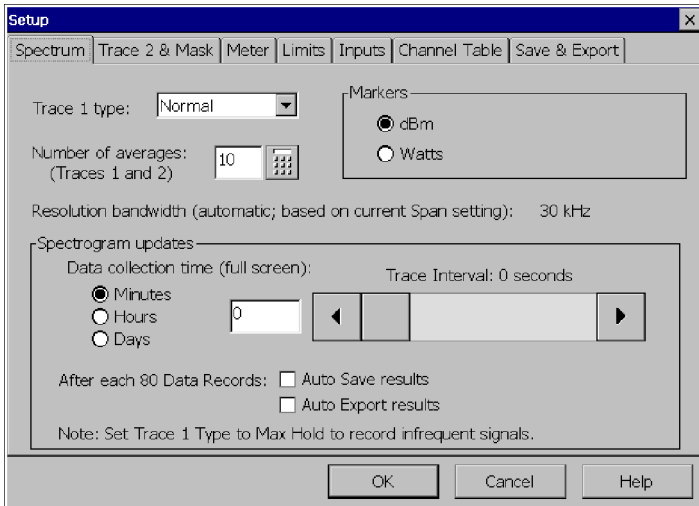 Setup
Spectrum Trace 2 & Mask Meter Limits Inputs Channel Table Save & Export
Trace 1 type: Normal
Markers
dBm
Watts
Number of averages: 10
(Traces 1 and 2)
Resolution bandwidth (automatic; based on current Span setting): 30 kHz
Spectrogram updates
Data collection time (full screen):
Minutes
Hours
Days
0
Trace Interval: 0 seconds
After each 80 Data Records: Auto Save results
Auto Export results
Note: Set Trace 1 Type to Max Hold to record infrequent signals.
OK Cancel Help